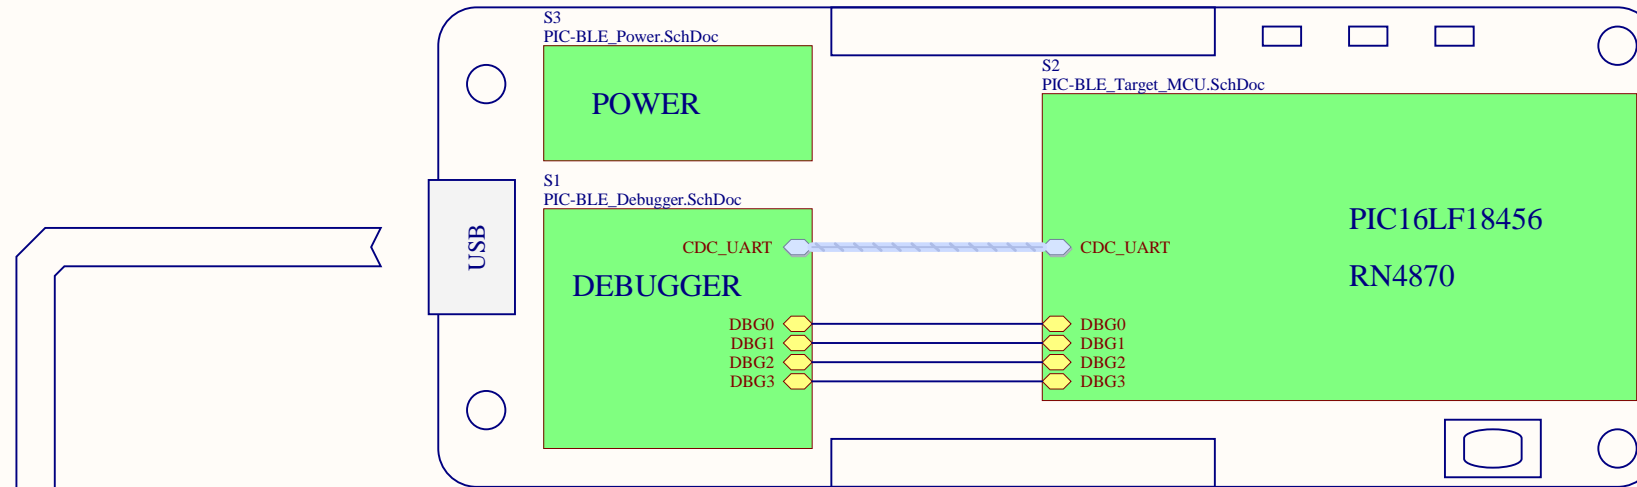 S3
PIC-BLE_Power.SchDoc
POWER
S2
PIC-BLE_Target_MCU.SchDoc
PIC16LF18456
RN4870
CDC_UART
DBG0
DBG1
DBG2
DBG3
S1
PIC-BLE_Debugger.SchDoc
CDC_UART
DEBUGGER
DBG0
DBG1
DBG2
DBG3
USB